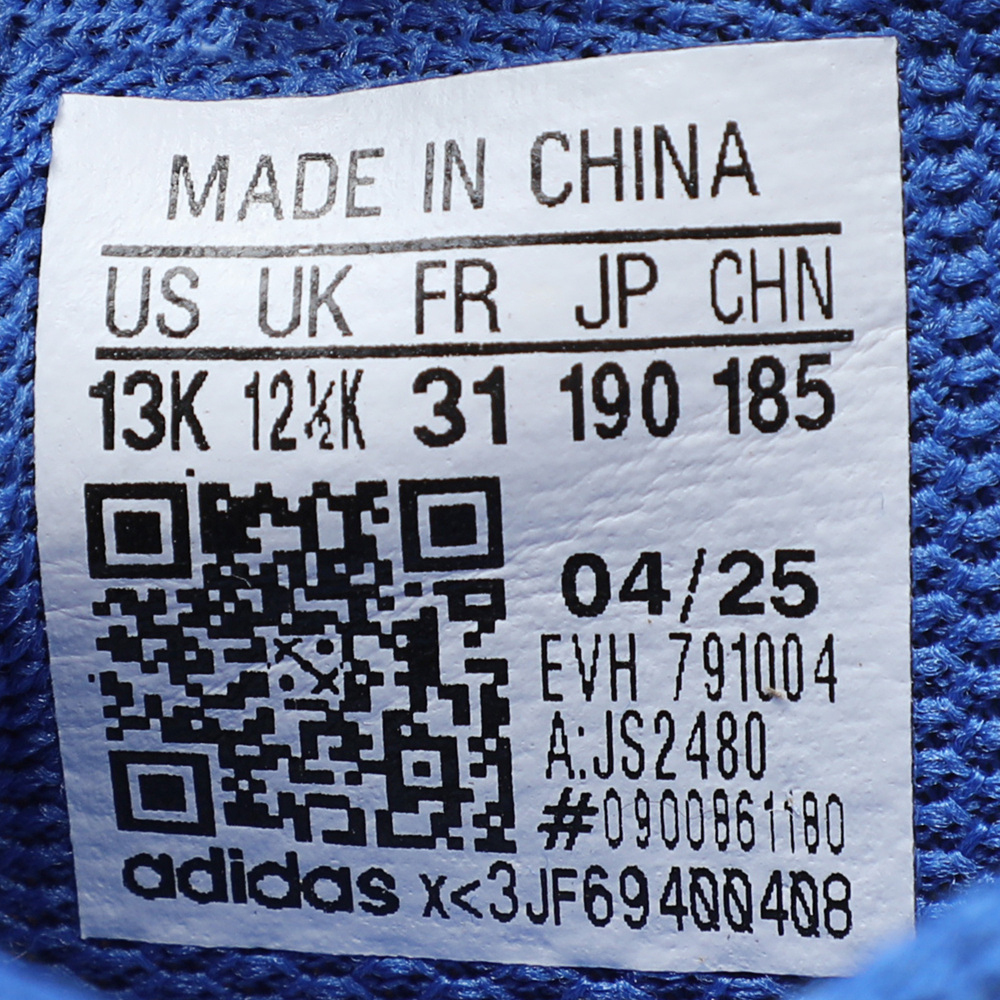 MADE IN CHINA
US UK FR JP CHN
13K 12½K 31 190 185
04/25
EVH 791004
A:JS2480
#0900861180
adidas X<3JF69400408